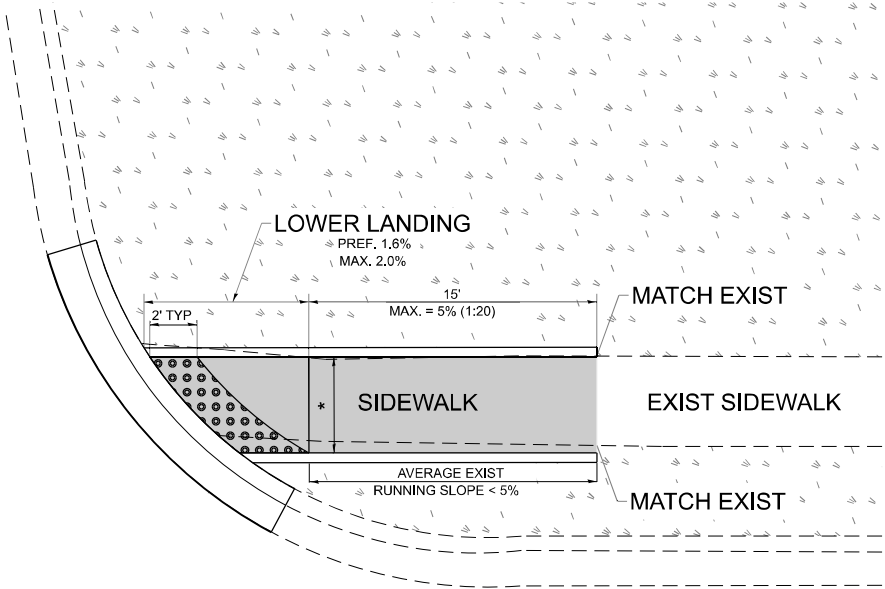 LOWER LANDING
PREF. 1.6%
MAX. 2.0%
15'
MAX. = 5% (1:20)
MATCH EXIST
2' TYP
*
SIDEWALK
EXIST SIDEWALK
AVERAGE EXIST
RUNNING SLOPE < 5%
MATCH EXIST